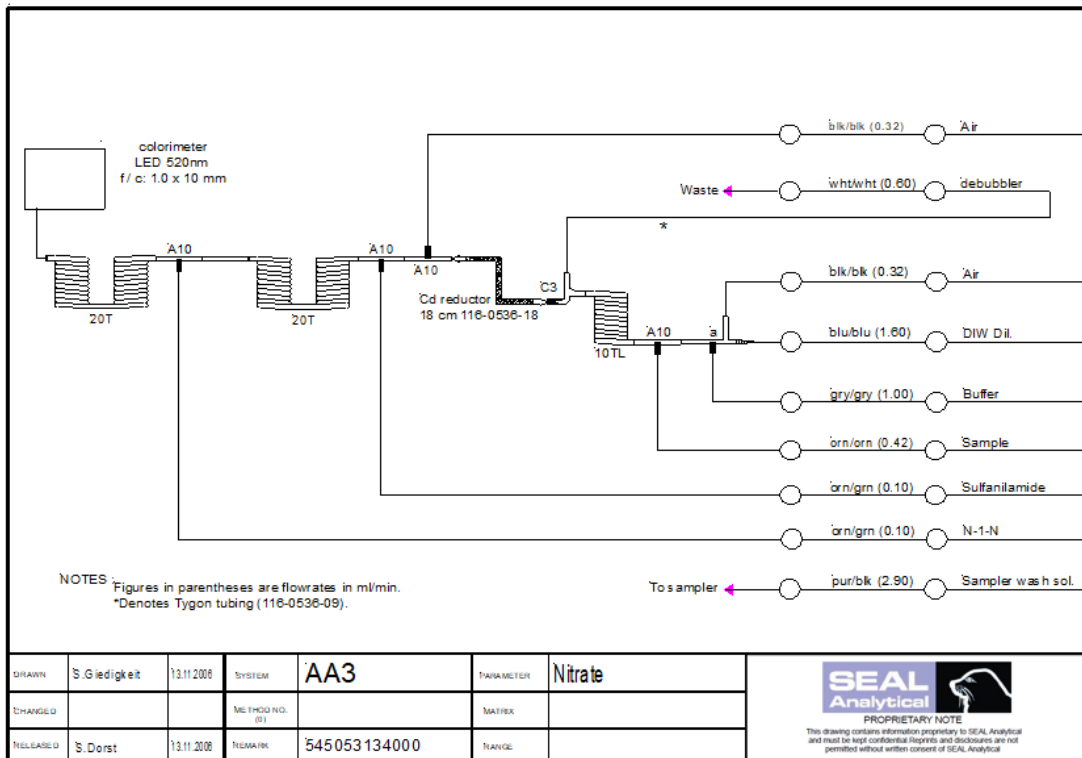 blk/blk (0.32) Air
colorimeter
LED 520nm
f/ c: 1.0 x 10 mm
Waste wht/wht (0.60) debubbler
*
A10 A10
A10
blk/blk (0.32) Air
C3
Cd reductor
18 cm 116-0536-18
20T 20T
A10 a blu/blu (1.60) DIW Dil.
10TL
gry/gry (1.00) Buffer
orn/orn (0.42) Sample
orn/grn (0.10) Sulfanilamide
orn/grn (0.10) N-1-N
NOTES :
Figures in parentheses are flowrates in ml/min.
*Denotes Tygon tubing (116-0536-09).
To sampler pur/blk (2.90) Sampler wash sol.
DRAWN S.Giedigkeit 13.11.2006 SYSTEM AA3 PARAMETER Nitrate
CHANGED METHOD NO. (0) MATRIX
RELEASED S.Dorst 13.11.2006 REMARK 545053134000 RANGE
SEAL
Analytical
PROPRIETARY NOTE
This drawing contains information proprietary to SEAL Analytical
and must be kept confidential.Reprints and disclosures are not
permitted without written consent of SEAL Analytical